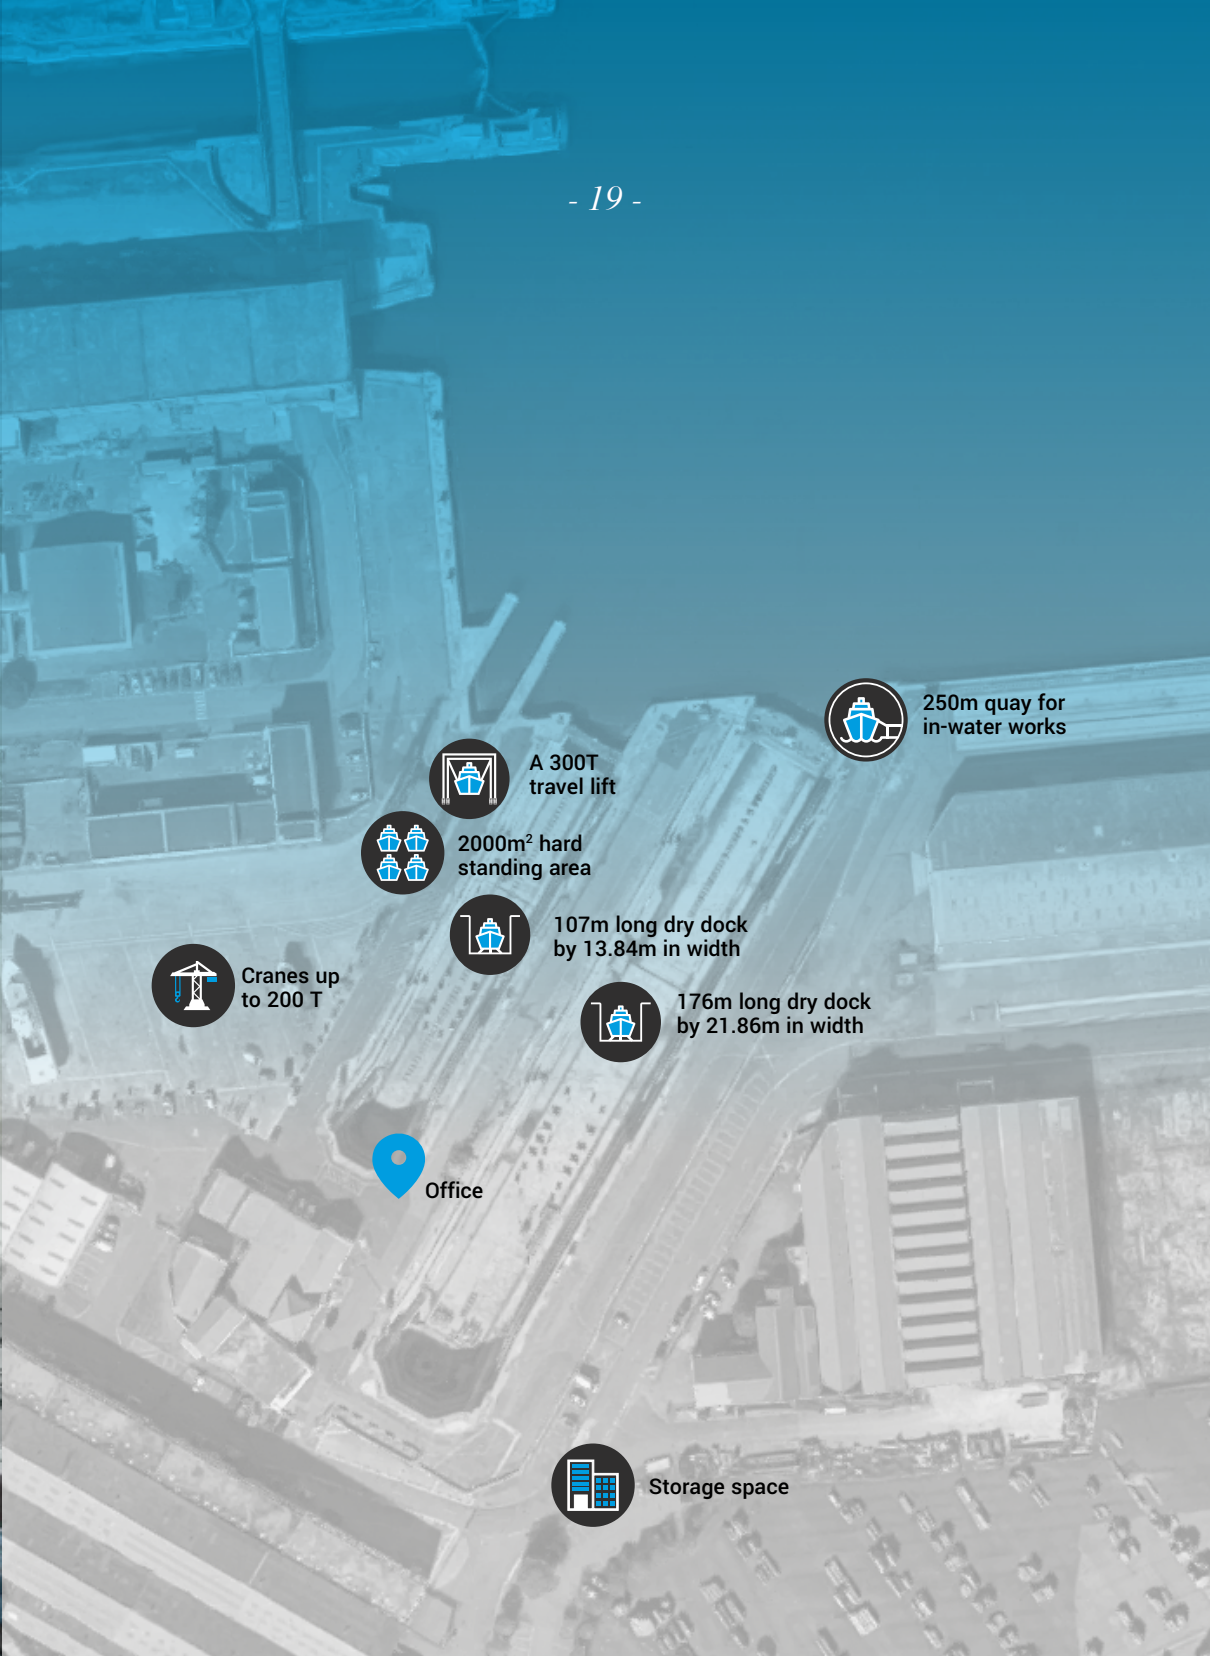 - 19 -
250m quay for
in-water works
A 300T
travel lift
2000m² hard
standing area
107m long dry dock
by 13.84m in width
Cranes up
to 200 T
176m long dry dock
by 21.86m in width
Office
Storage space